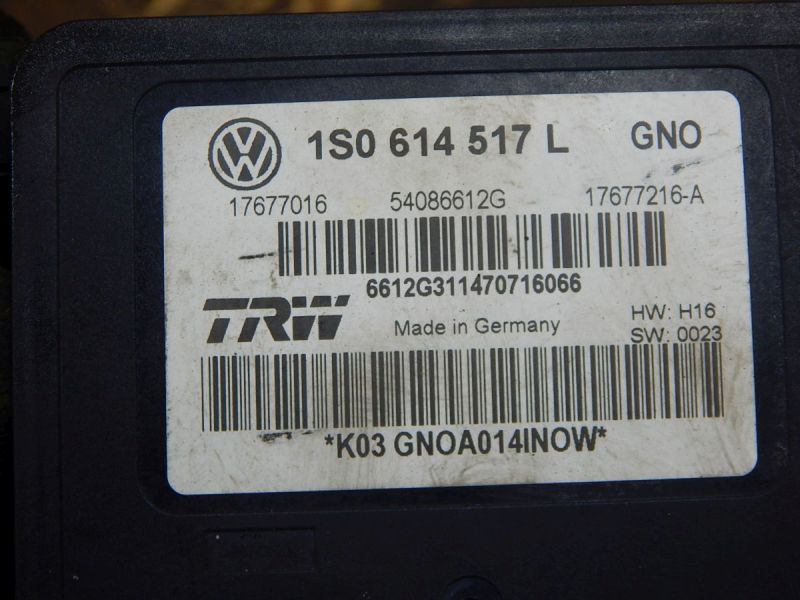 1S0 614 517 L GNO
17677016 54086612G 17677216-A
6612G311470716066
TRW Made in Germany HW: H16
SW: 0023
*K03 GNOA014INOW*